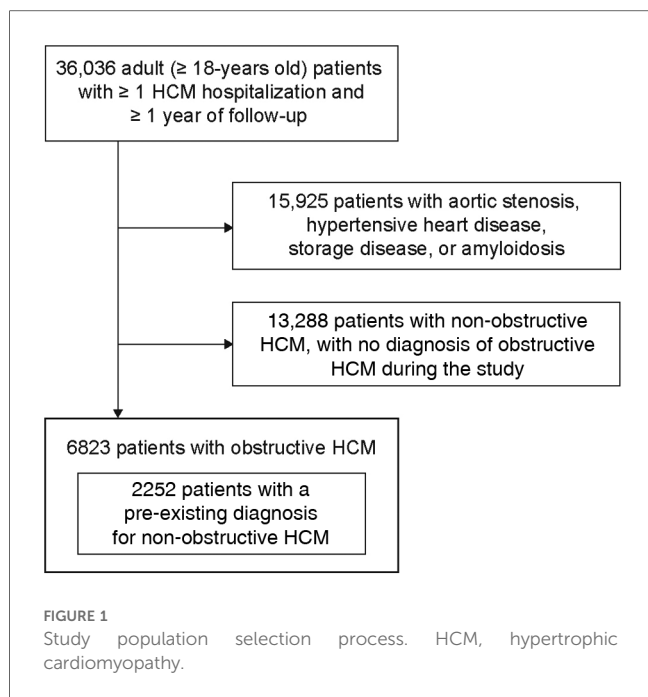 36,036 adult (≥ 18-years old) patients
with ≥ 1 HCM hospitalization and
≥ 1 year of follow-up
15,925 patients with aortic stenosis,
hypertensive heart disease,
storage disease, or amyloidosis
13,288 patients with non-obstructive
HCM, with no diagnosis of obstructive
HCM during the study
6823 patients with obstructive HCM
2252 patients with a
pre-existing diagnosis
for non-obstructive HCM
FIGURE 1
Study population selection process. HCM, hypertrophic
cardiomyopathy.